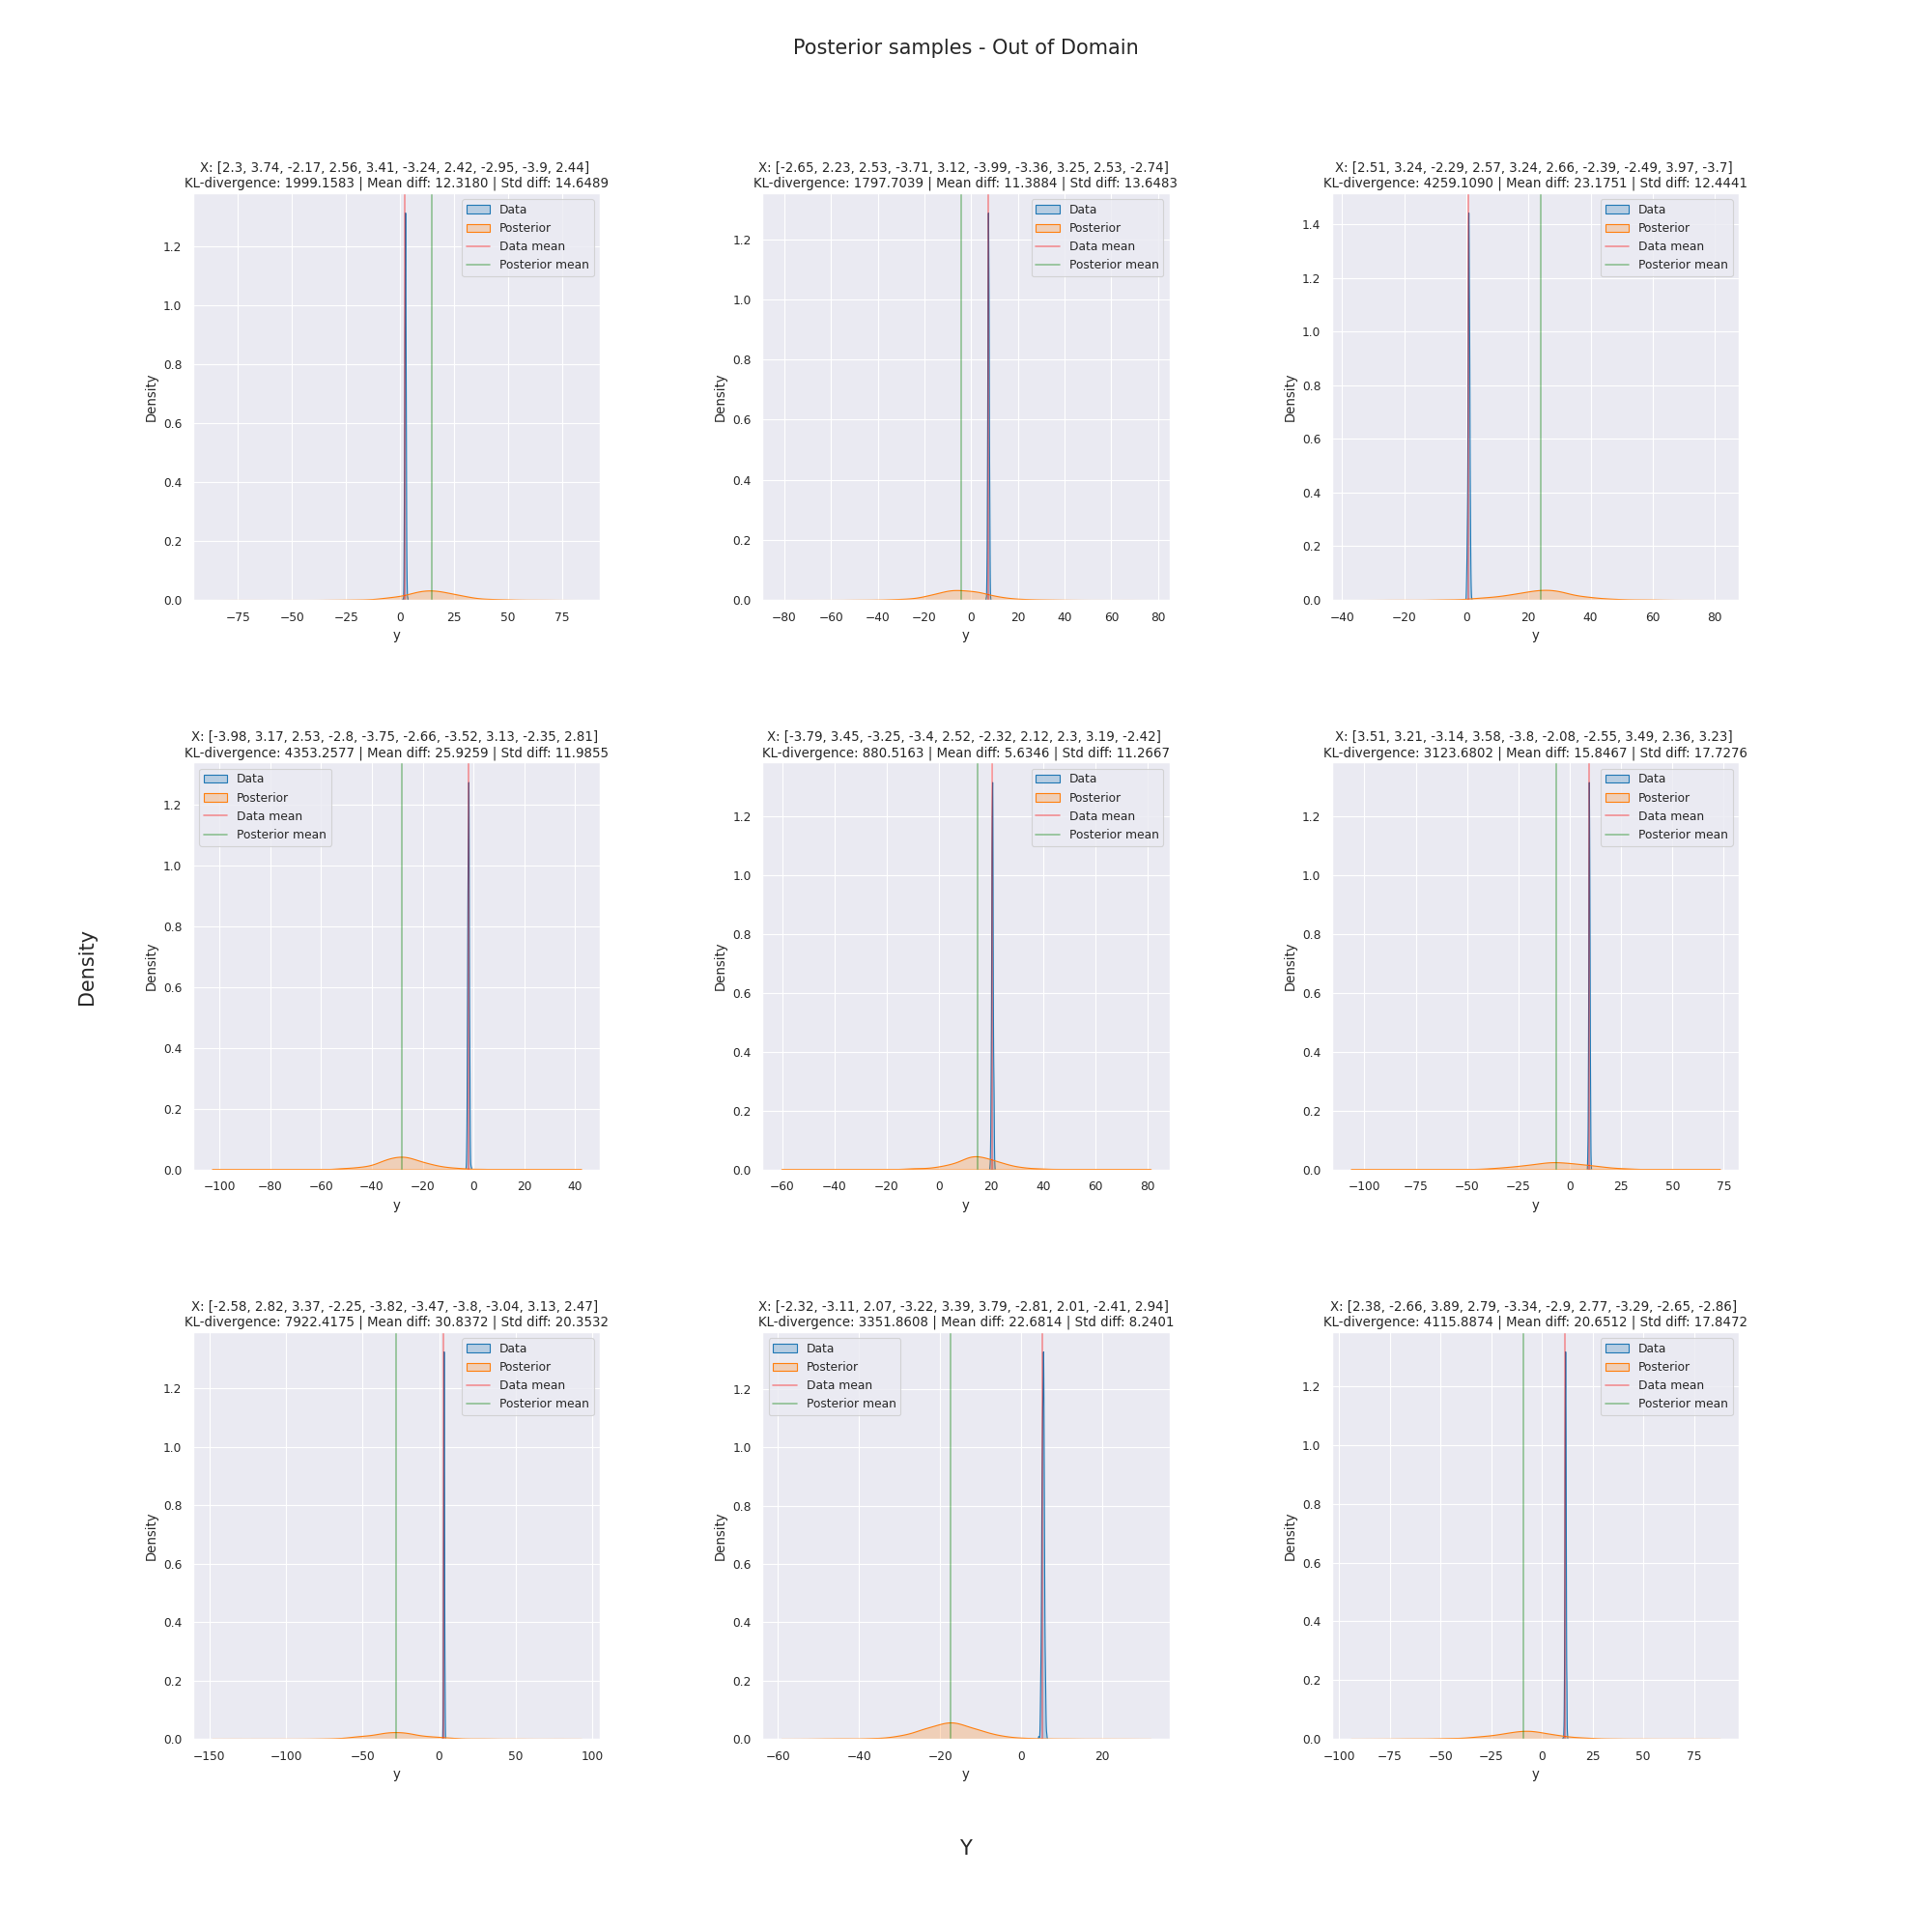 Posterior samples - Out of Domain
X: [2.3, 3.74, -2.17, 2.56, 3.41, -3.24, 2.42, -2.95, -3.9, 2.44]
KL-divergence: 1999.1583 | Mean diff: 12.3180 | Std diff: 14.6489
Data
Posterior
Data mean
Posterior mean
1.2
1.0
0.8
0.6
0.4
0.2
0.0
Density
−75 −50 −25 0 25 50 75
y
X: [-2.65, 2.23, 2.53, -3.71, 3.12, -3.99, -3.36, 3.25, 2.53, -2.74]
KL-divergence: 1797.7039 | Mean diff: 11.3884 | Std diff: 13.6483
Data
Posterior
Data mean
Posterior mean
1.2
1.0
0.8
0.6
0.4
0.2
0.0
Density
−80 −60 −40 −20 0 20 40 60 80
y
X: [2.51, 3.24, -2.29, 2.57, 3.24, 2.66, -2.39, -2.49, 3.97, -3.7]
KL-divergence: 4259.1090 | Mean diff: 23.1751 | Std diff: 12.4441
Data
Posterior
Data mean
Posterior mean
1.4
1.2
1.0
0.8
0.6
0.4
0.2
0.0
Density
−40 −20 0 20 40 60 80
y
Density
X: [-3.98, 3.17, 2.53, -2.8, -3.75, -2.66, -3.52, 3.13, -2.35, 2.81]
KL-divergence: 4353.2577 | Mean diff: 25.9259 | Std diff: 11.9855
Data
Posterior
Data mean
Posterior mean
1.2
1.0
0.8
0.6
0.4
0.2
0.0
Density
−100 −80 −60 −40 −20 0 20 40
y
X: [-3.79, 3.45, -3.25, -3.4, 2.52, -2.32, 2.12, 2.3, 3.19, -2.42]
KL-divergence: 880.5163 | Mean diff: 5.6346 | Std diff: 11.2667
Data
Posterior
Data mean
Posterior mean
1.2
1.0
0.8
0.6
0.4
0.2
0.0
Density
−60 −40 −20 0 20 40 60 80
y
X: [3.51, 3.21, -3.14, 3.58, -3.8, -2.08, -2.55, 3.49, 2.36, 3.23]
KL-divergence: 3123.6802 | Mean diff: 15.8467 | Std diff: 17.7276
Data
Posterior
Data mean
Posterior mean
1.2
1.0
0.8
0.6
0.4
0.2
0.0
Density
−100 −75 −50 −25 0 25 50 75
y
X: [-2.58, 2.82, 3.37, -2.25, -3.82, -3.47, -3.8, -3.04, 3.13, 2.47]
KL-divergence: 7922.4175 | Mean diff: 30.8372 | Std diff: 20.3532
Data
Posterior
Data mean
Posterior mean
1.2
1.0
0.8
0.6
0.4
0.2
0.0
Density
−150 −100 −50 0 50 100
y
X: [-2.32, -3.11, 2.07, -3.22, 3.39, 3.79, -2.81, 2.01, -2.41, 2.94]
KL-divergence: 3351.8608 | Mean diff: 22.6814 | Std diff: 8.2401
Data
Posterior
Data mean
Posterior mean
1.2
1.0
0.8
0.6
0.4
0.2
0.0
Density
−60 −40 −20 0 20
y
X: [2.38, -2.66, 3.89, 2.79, -3.34, -2.9, 2.77, -3.29, -2.65, -2.86]
KL-divergence: 4115.8874 | Mean diff: 20.6512 | Std diff: 17.8472
Data
Posterior
Data mean
Posterior mean
1.2
1.0
0.8
0.6
0.4
0.2
0.0
Density
−100 −75 −50 −25 0 25 50 75
y
Y